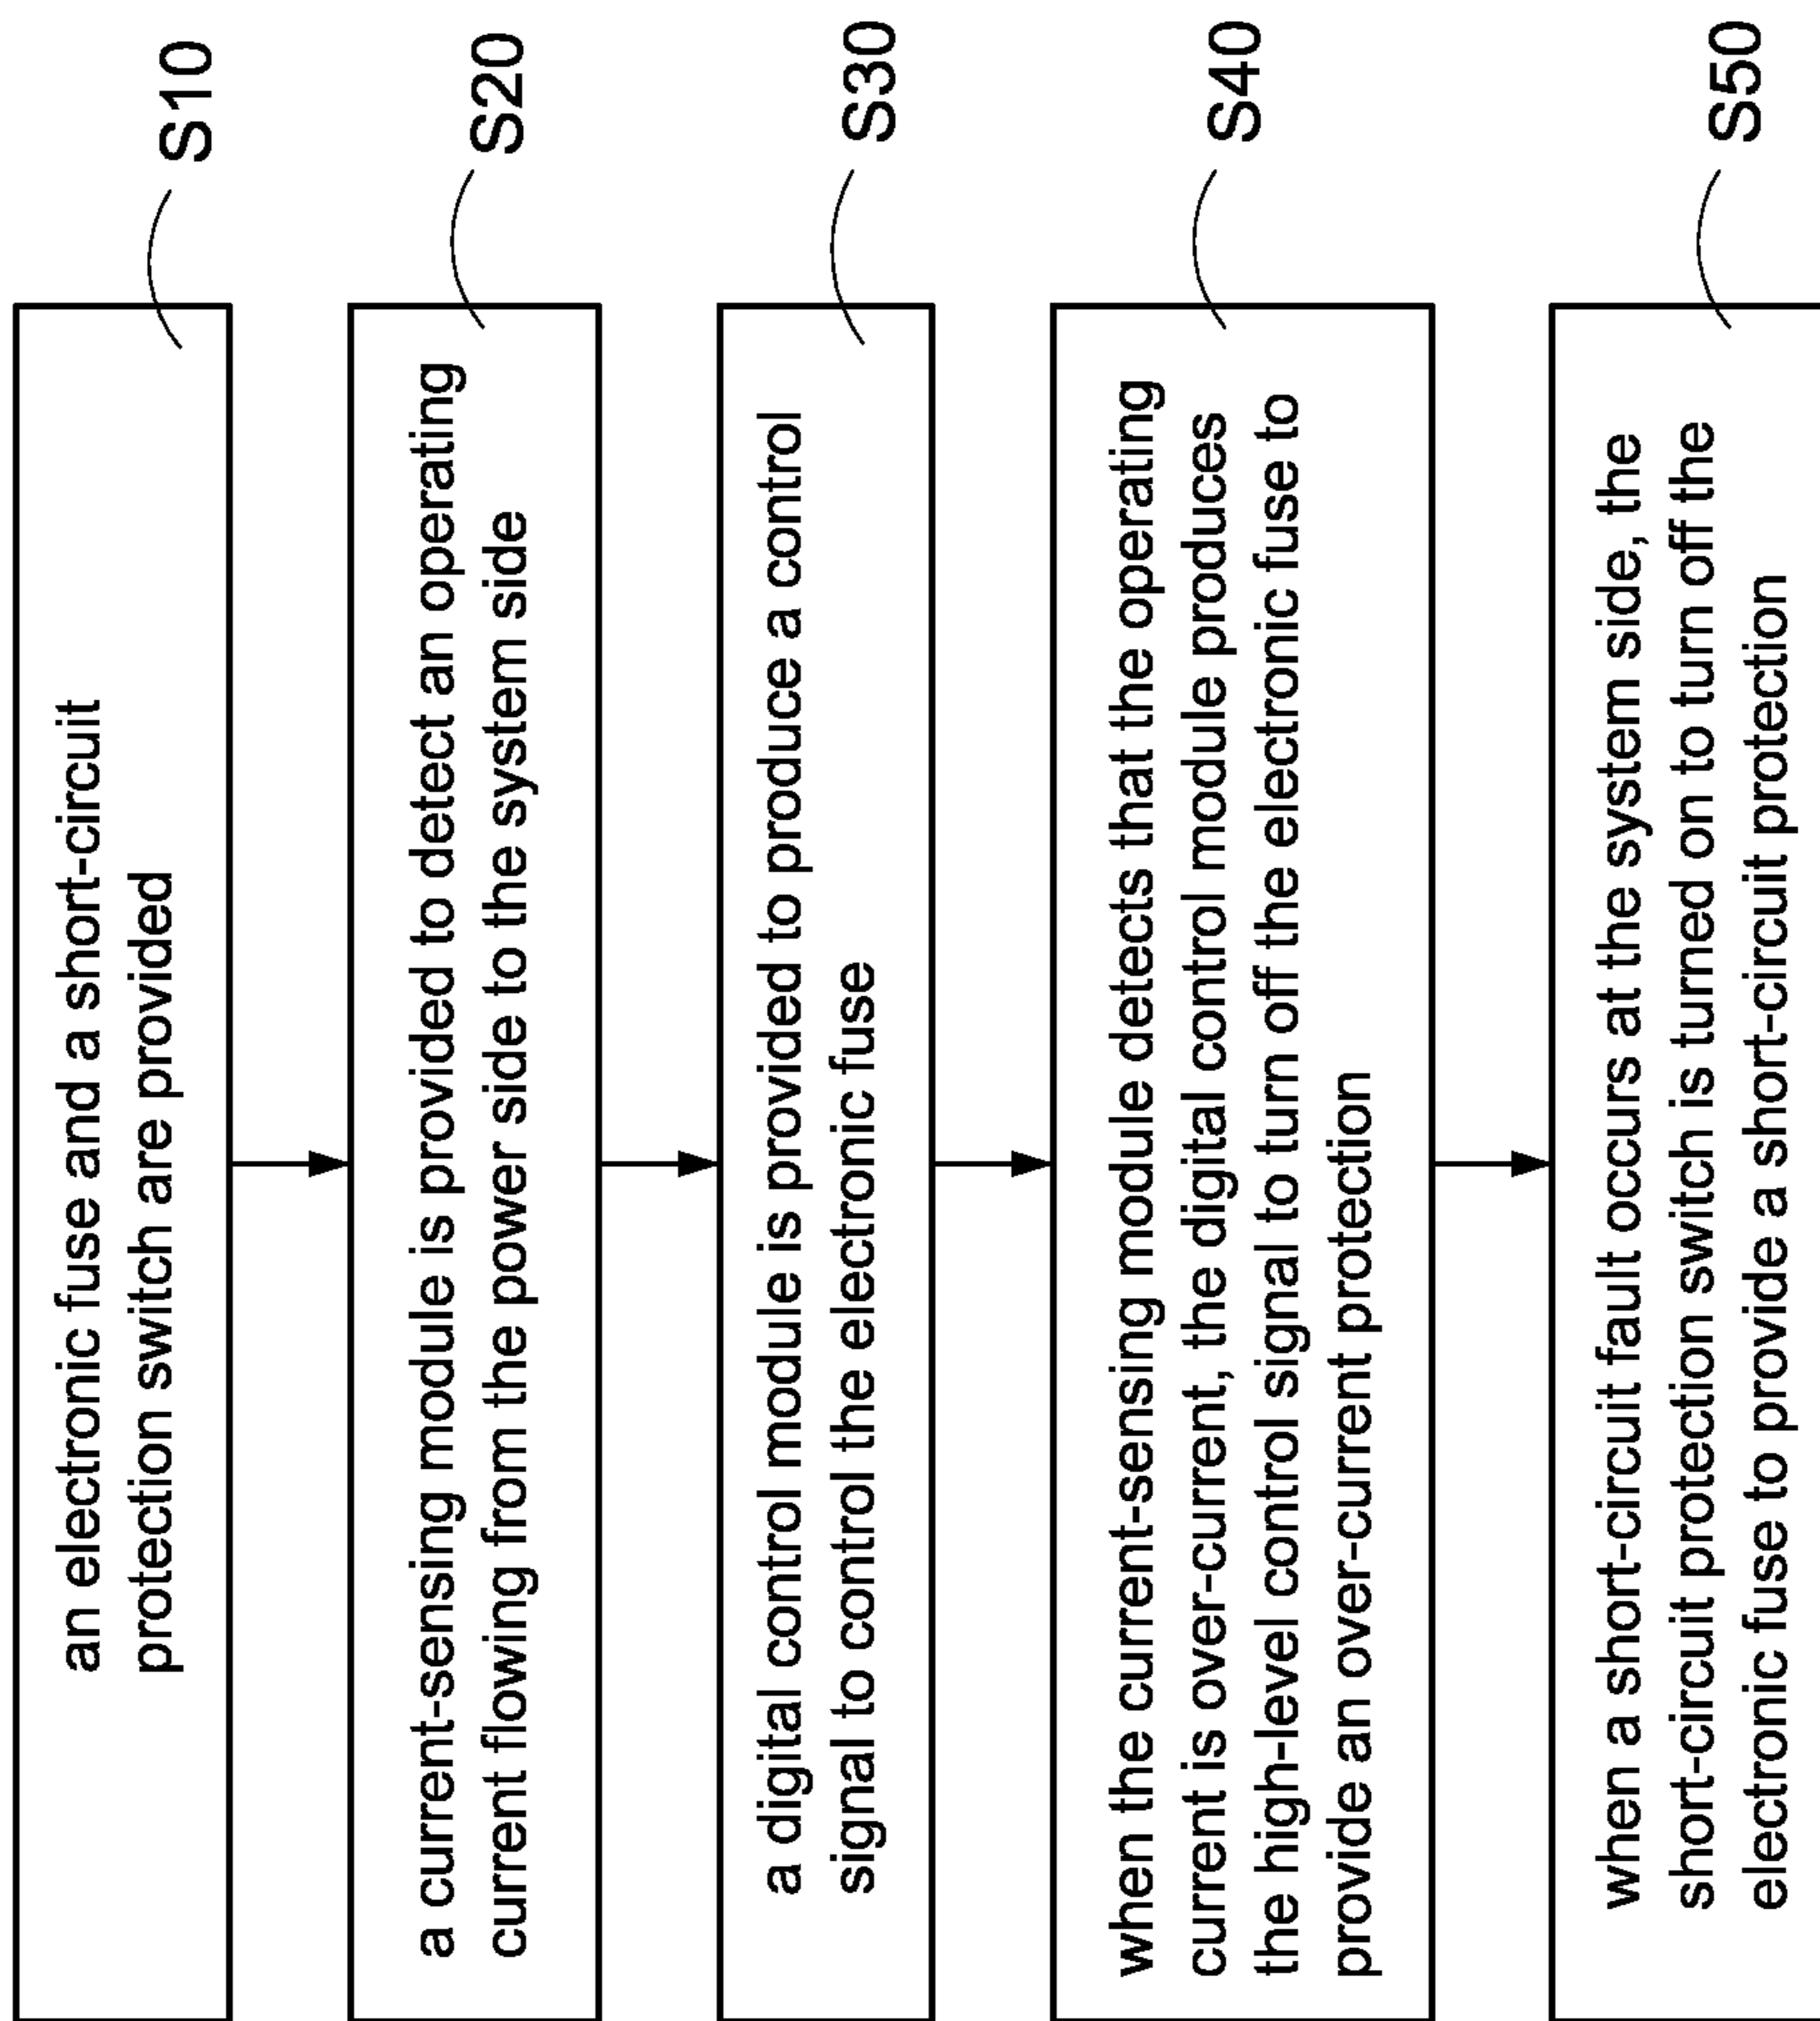 an electronic fuse and a short-circuit
protection switch are provided
S10
a current-sensing module is provided to detect an operating
current flowing from the power side to the system side
S20
a digital control module is provided to produce a control
signal to control the electronic fuse
S30
when the current-sensing module detects that the operating
current is over-current, the digital control module produces
the high-level control signal to turn off the electronic fuse to
provide an over-current protection
S40
when a short-circuit fault occurs at the system side, the
short-circuit protection switch is turned on to turn off the
electronic fuse to provide a short-circuit protection
S50